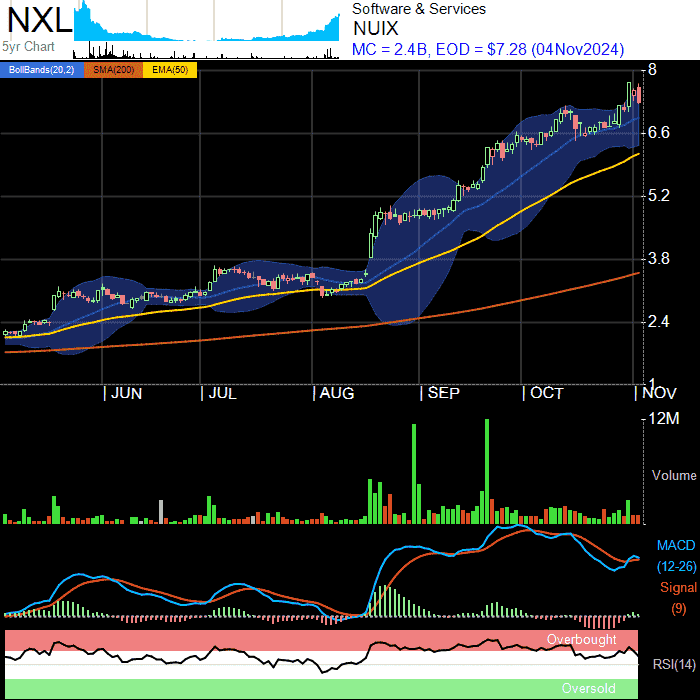 NXL
5yr Chart
Software & Services
NUIX
MC = 2.4B, EOD = $7.28 (04Nov2024)
BollBands(20,2) SMA(200) EMA(50)
8
6.6
5.2
3.8
2.4
1
JUN JUL AUG SEP OCT NOV
12M
Volume
MACD
(12-26)
Signal
(9)
Overbought
RSI(14)
Oversold